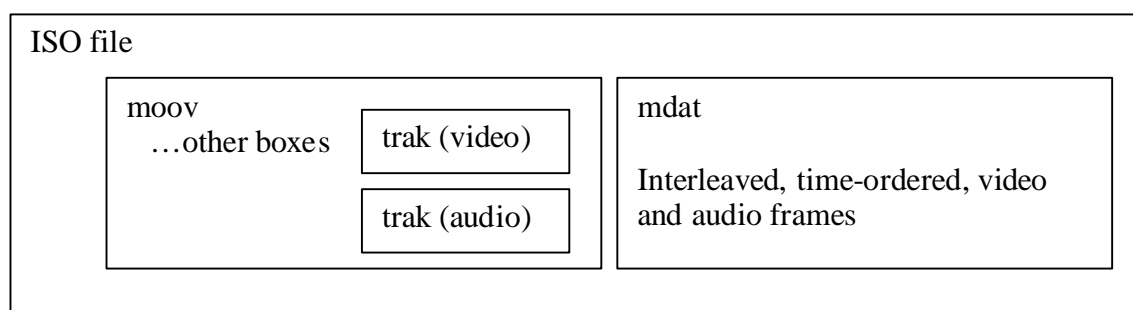 ISO file
moov
…other boxes
trak (video)
trak (audio)
mdat
Interleaved, time-ordered, video
and audio frames